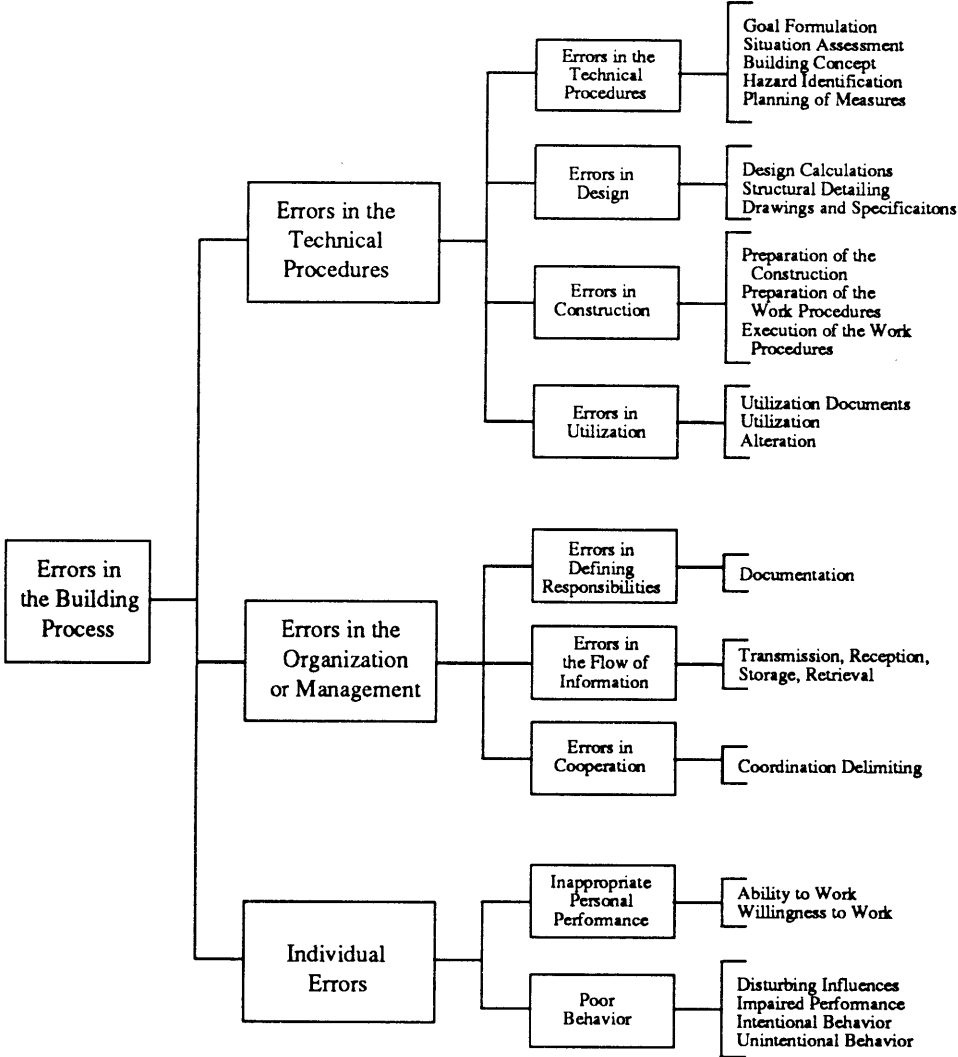 Errors in
the Building
Process
Errors in the
Technical
Procedures
Errors in the
Technical
Procedures
Goal Formulation
Situation Assessment
Building Concept
Hazard Identification
Planning of Measures
Errors in
Design
Design Calculations
Structural Detailing
Drawings and Specificaitons
Errors in
Construction
Preparation of the
Construction
Preparation of the
Work Procedures
Execution of the Work
Procedures
Errors in
Utilization
Utilization Documents
Utilization
Alteration
Errors in the
Organization
or Management
Errors in
Defining
Responsibilities
Documentation
Errors in
the Flow of
Information
Transmission, Reception,
Storage, Retrieval
Errors in
Cooperation
Coordination Delimiting
Individual
Errors
Inappropriate
Personal
Performance
Ability to Work
Willingness to Work
Poor
Behavior
Disturbing Influences
Impaired Performance
Intentional Behavior
Unintentional Behavior